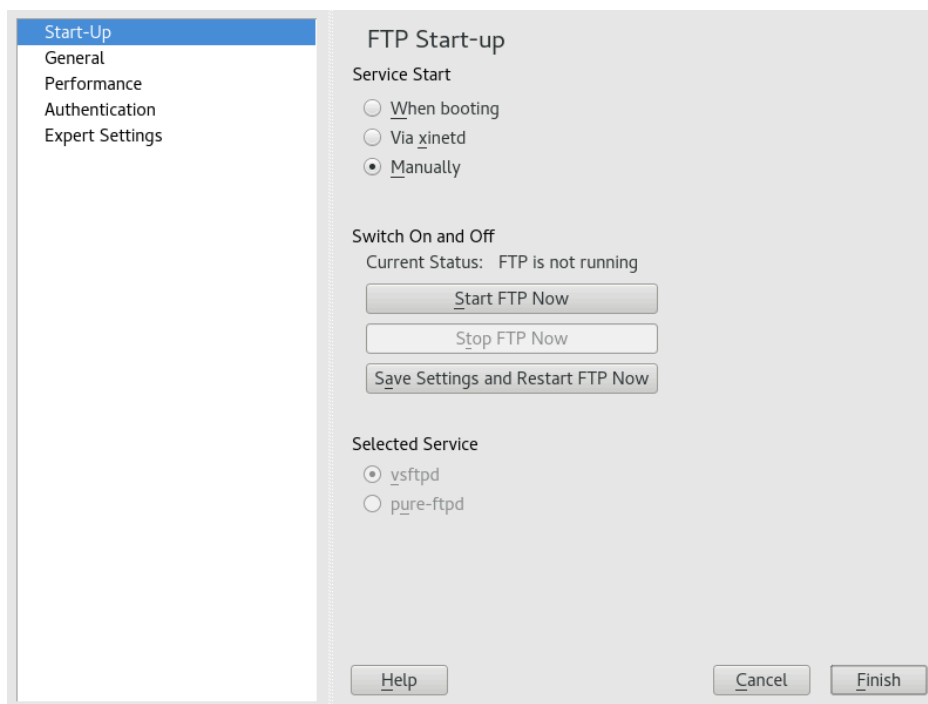 Start-Up
General
Performance
Authentication
Expert Settings
FTP Start-up
Service Start
When booting
Via xinetd
Manually
Switch On and Off
Current Status: FTP is not running
Start FTP Now
Stop FTP Now
Save Settings and Restart FTP Now
Selected Service
vsftpd
pure-ftpd
Help
Cancel
Finish